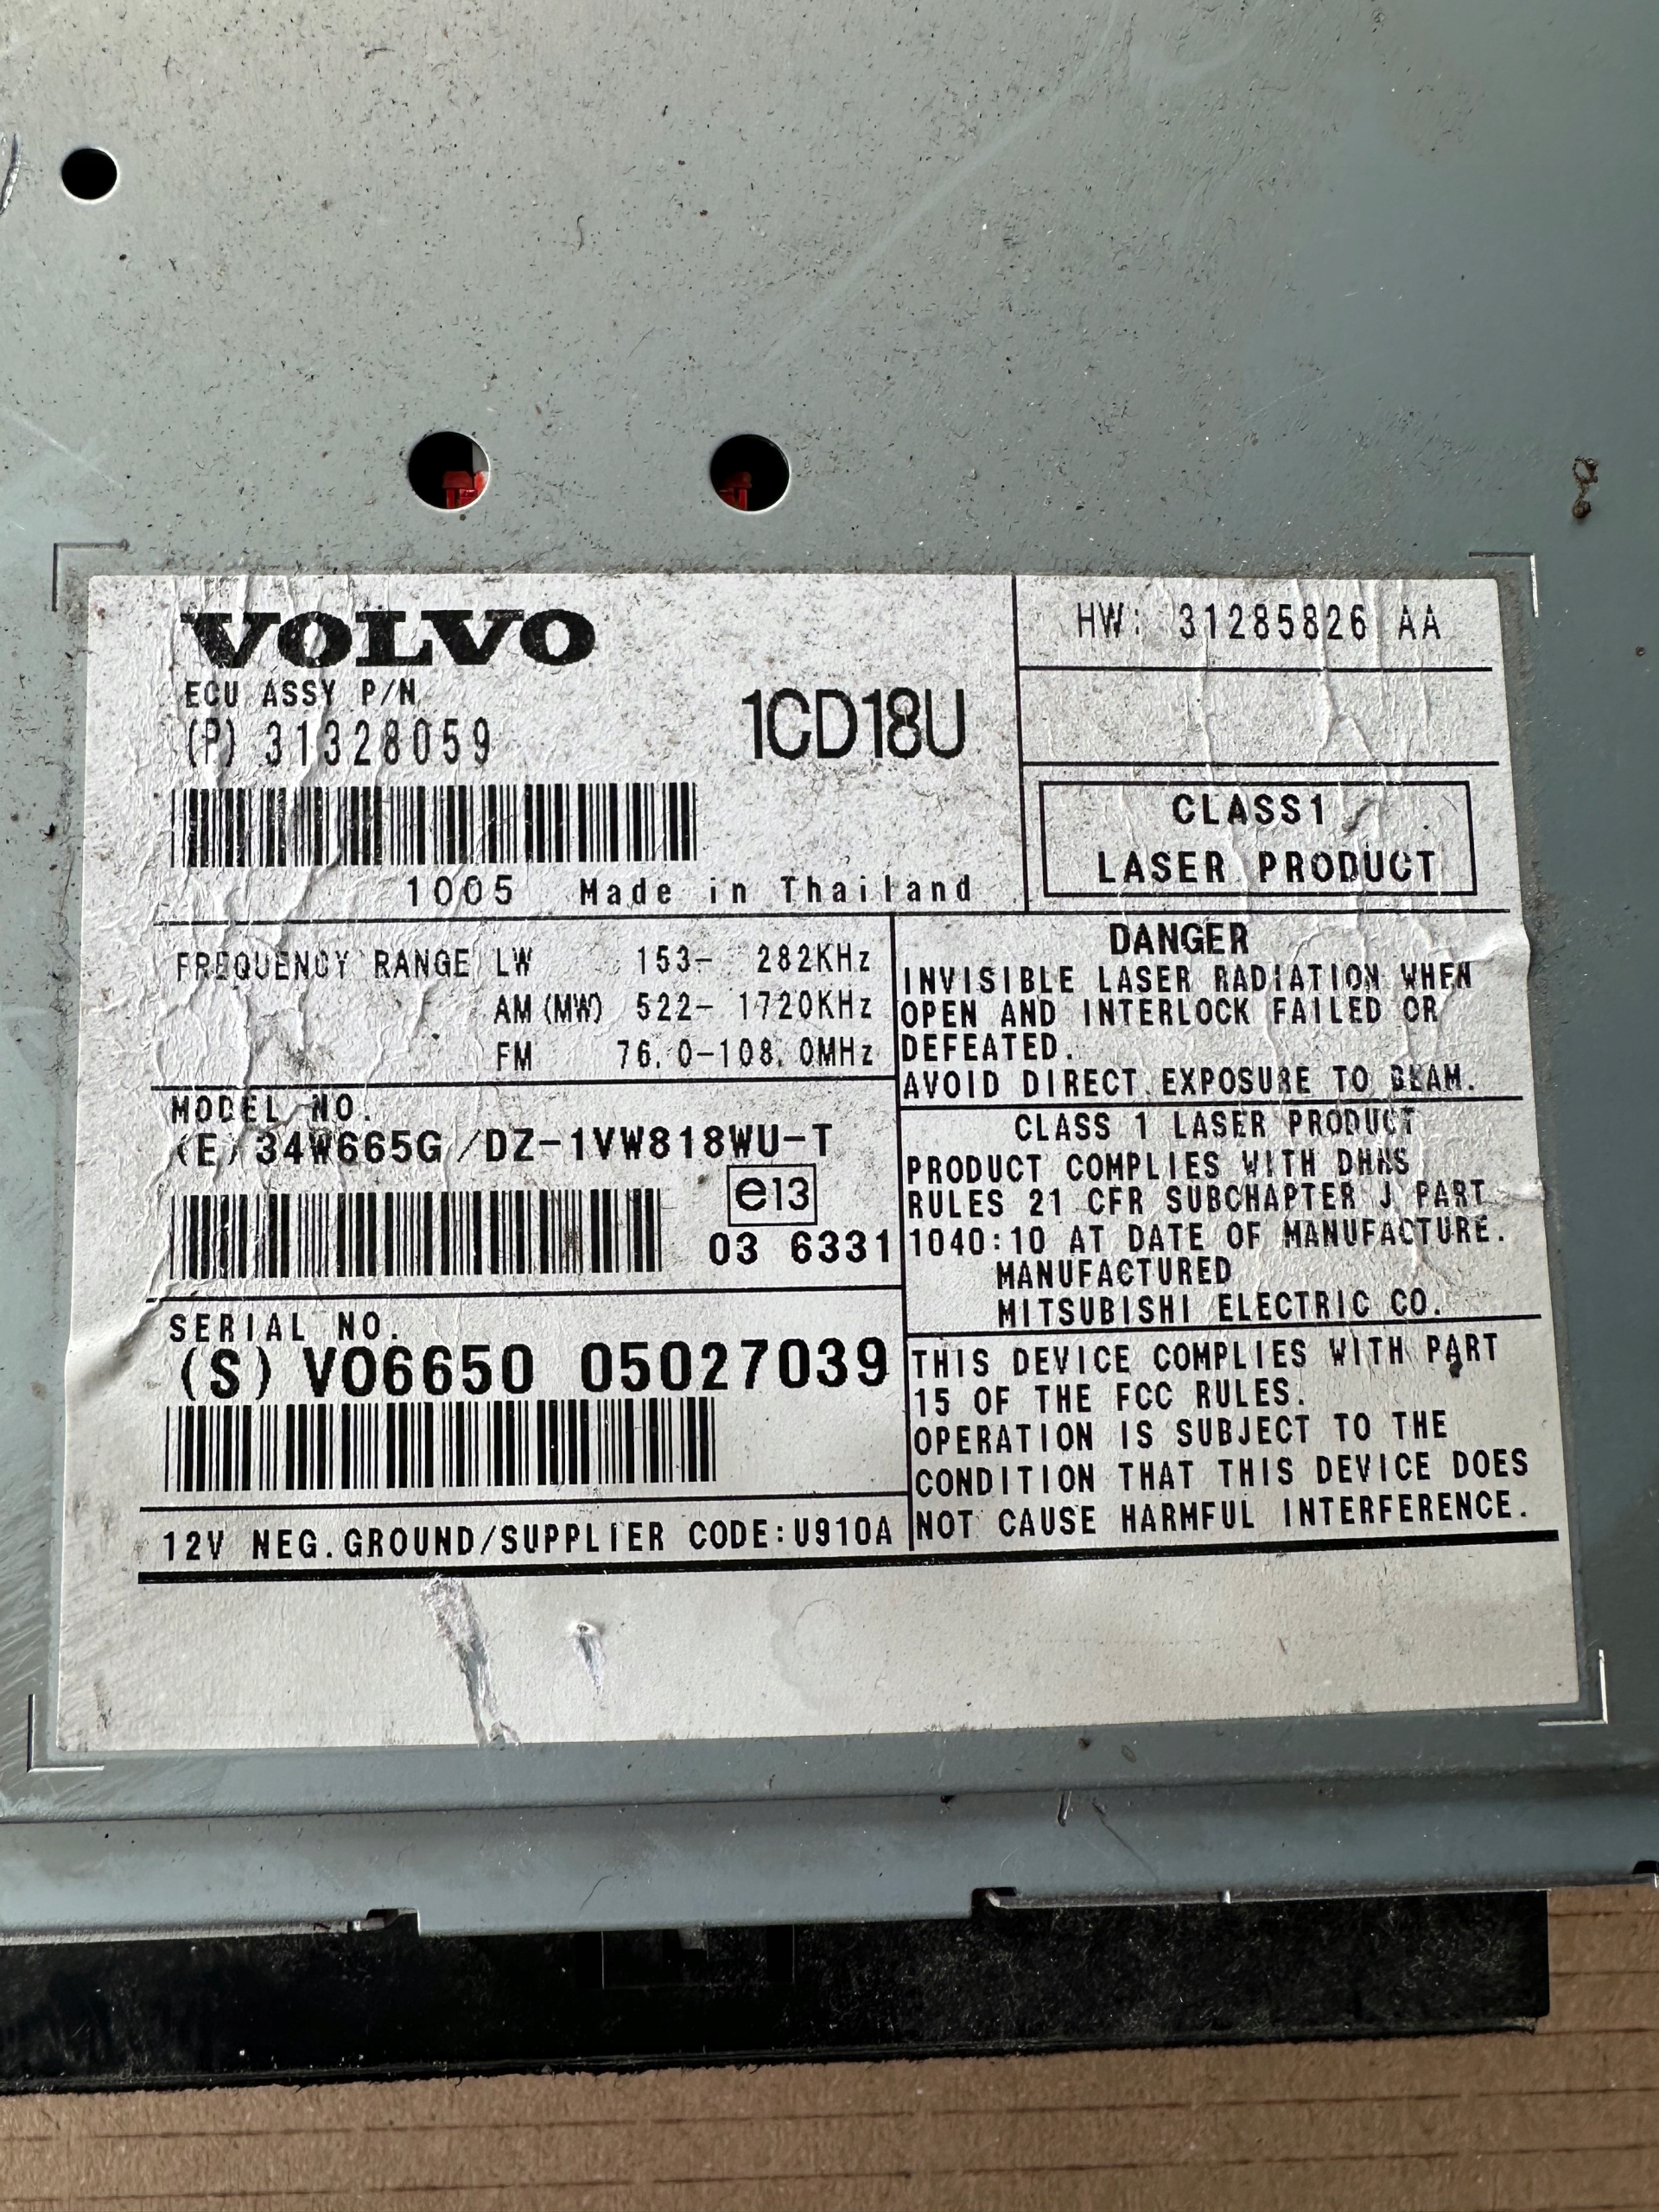 VOLVO
ECU ASSY P/N
(P) 31328059
1CD18U
1005 Made in Thailand
HW: 31285826 AA
CLASS1
LASER PRODUCT
FREQUENCY RANGE LW 153- 282KHz
AM(MW) 522- 1720KHz
FM 76.0-108.0MHz
DANGER
INVISIBLE LASER RADIATION WHEN
OPEN AND INTERLOCK FAILED OR
DEFEATED.
AVOID DIRECT EXPOSURE TO BEAM.
MODEL NO.
(E) 34W665G/DZ-1VW818WU-T
e13
03 6331
CLASS 1 LASER PRODUCT
PRODUCT COMPLIES WITH DHHS
RULES 21 CFR SUBCHAPTER J PART
1040:10 AT DATE OF MANUFACTURE.
MANUFACTURED
MITSUBISHI ELECTRIC CO.
SERIAL NO.
(S) VO6650 05027039
THIS DEVICE COMPLIES WITH PART
15 OF THE FCC RULES.
OPERATION IS SUBJECT TO THE
CONDITION THAT THIS DEVICE DOES
NOT CAUSE HARMFUL INTERFERENCE.
12V NEG.GROUND/SUPPLIER CODE:U910A